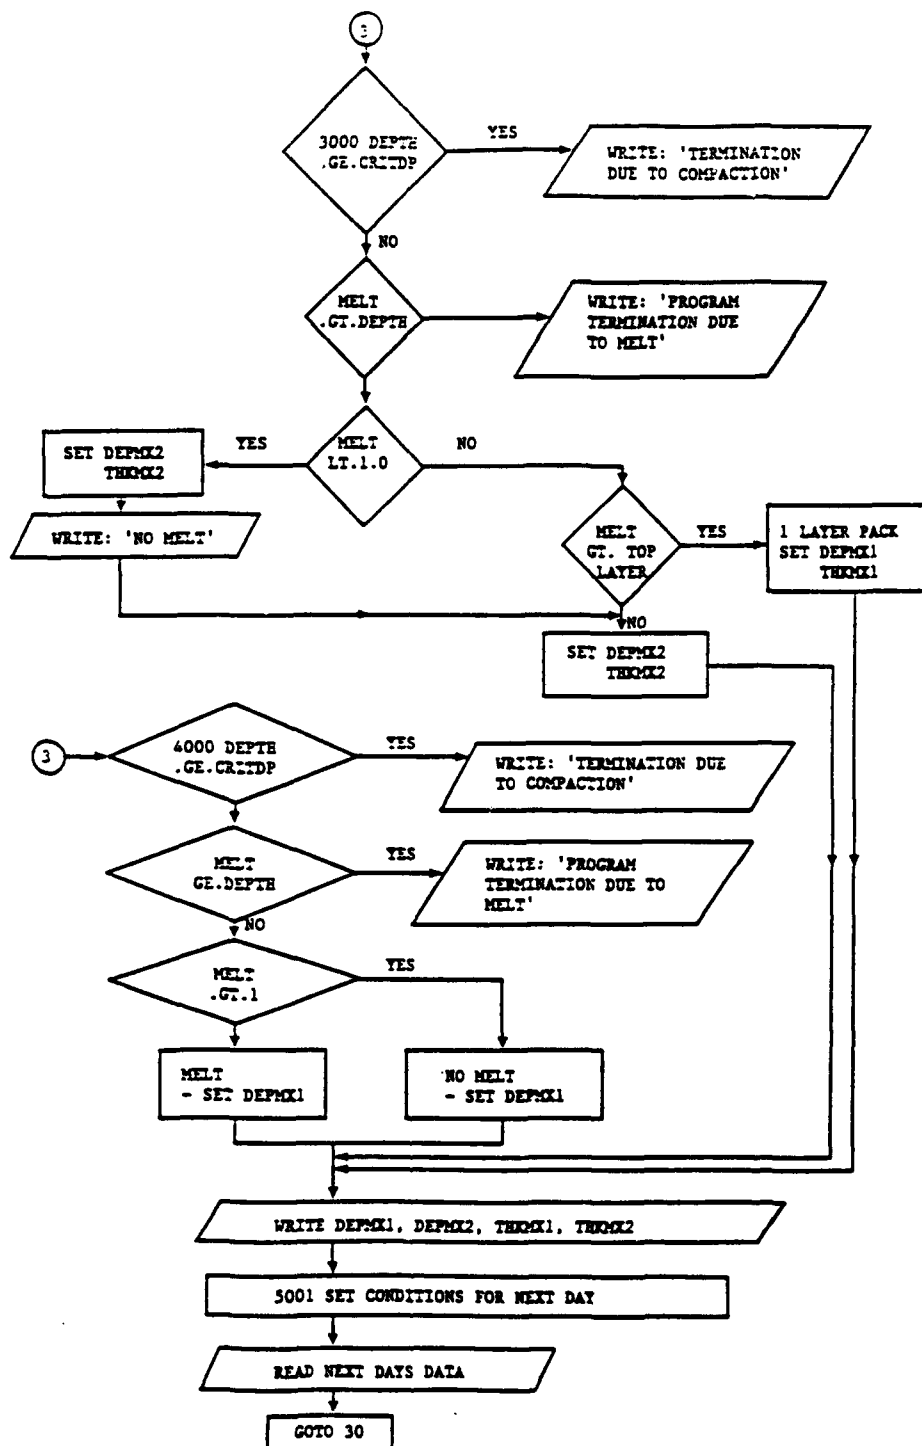 3000 DEPTH
.GE.CRITDP
YES
WRITE: 'TERMINATION
DUE TO COMPACTION'
NO
MELT
.GT.DEPTH
WRITE: 'PROGRAM
TERMINATION DUE
TO MELT'
MELT
LT.1.0
YES
NO
SET DEPMX2
THKMX2
WRITE: 'NO MELT'
MELT
GT. TOP
LAYER
YES
1 LAYER PACK
SET DEPMX1
THKMX1
NO
SET DEPMX2
THKMX2
3
4000 DEPTH
.GE.CRITDP
YES
WRITE: 'TERMINATION DUE
TO COMPACTION'
MELT
GE.DEPTH
YES
WRITE: 'PROGRAM
TERMINATION DUE TO
MELT'
NO
MELT
.GT.1
YES
MELT
- SET DEPMX1
NO MELT
- SET DEPMX1
WRITE DEPMX1, DEPMX2, THKMX1, THKMX2
5001 SET CONDITIONS FOR NEXT DAY
READ NEXT DAYS DATA
GOTO 30